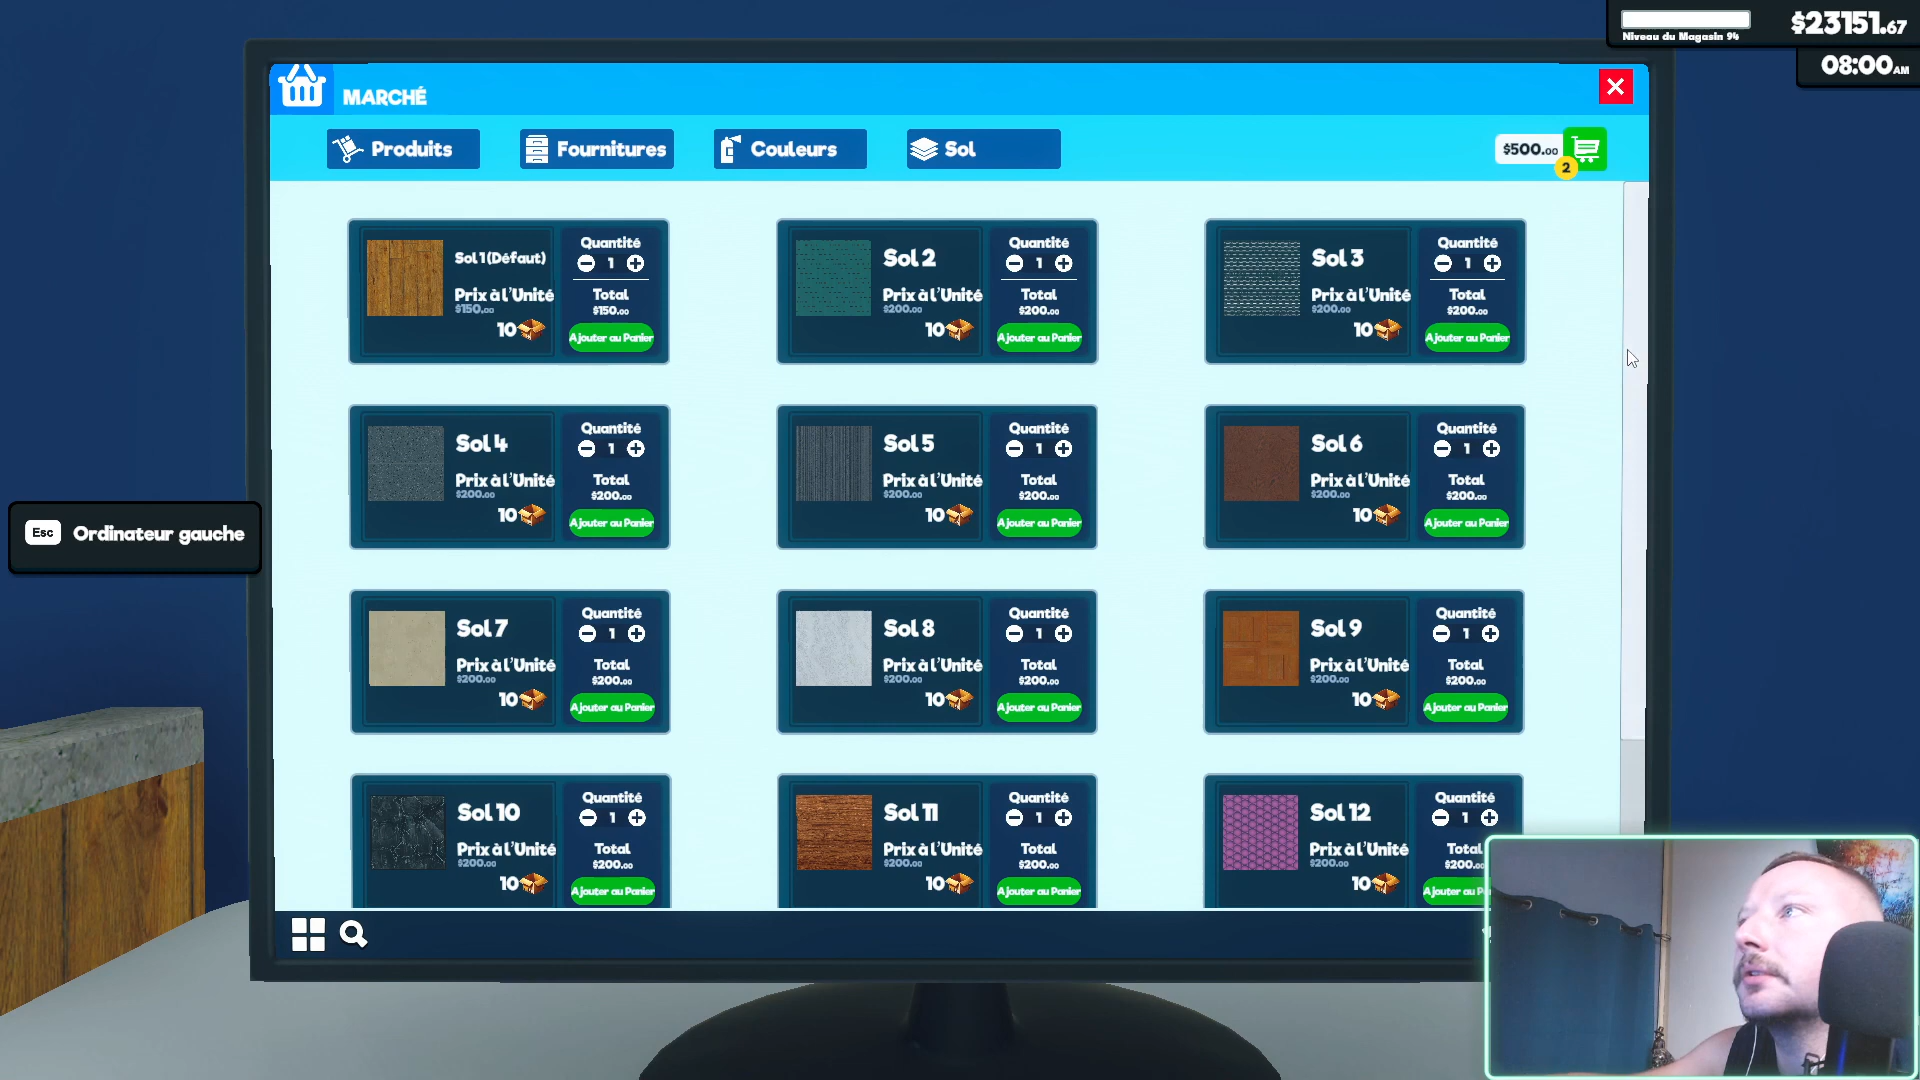 $23151.67
Niveau du Magasin 94
08:00AM
MARCHÉ
Produits
Fournitures
Couleurs
Sol
$500.00
2
Sol 1 (Défaut)
Prix à l'Unité
$150.00
10
Quantité
1
Total
$150.00
Ajouter au Panier
Sol 2
Prix à l'Unité
$200.00
10
Quantité
1
Total
$200.00
Ajouter au Panier
Sol 3
Prix à l'Unité
$200.00
10
Quantité
1
Total
$200.00
Ajouter au Panier
Sol 4
Prix à l'Unité
$200.00
10
Quantité
1
Total
$200.00
Ajouter au Panier
Sol 5
Prix à l'Unité
$200.00
10
Quantité
1
Total
$200.00
Ajouter au Panier
Sol 6
Prix à l'Unité
$200.00
10
Quantité
1
Total
$200.00
Ajouter au Panier
Esc Ordinateur gauche
Sol 7
Prix à l'Unité
$200.00
10
Quantité
1
Total
$200.00
Ajouter au Panier
Sol 8
Prix à l'Unité
$200.00
10
Quantité
1
Total
$200.00
Ajouter au Panier
Sol 9
Prix à l'Unité
$200.00
10
Quantité
1
Total
$200.00
Ajouter au Panier
Sol 10
Prix à l'Unité
$200.00
10
Quantité
1
Total
$200.00
Ajouter au Panier
Sol 11
Prix à l'Unité
$200.00
10
Quantité
1
Total
$200.00
Ajouter au Panier
Sol 12
Prix à l'Unité
$200.00
10
Quantité
1
Total
$200.00
Ajouter au